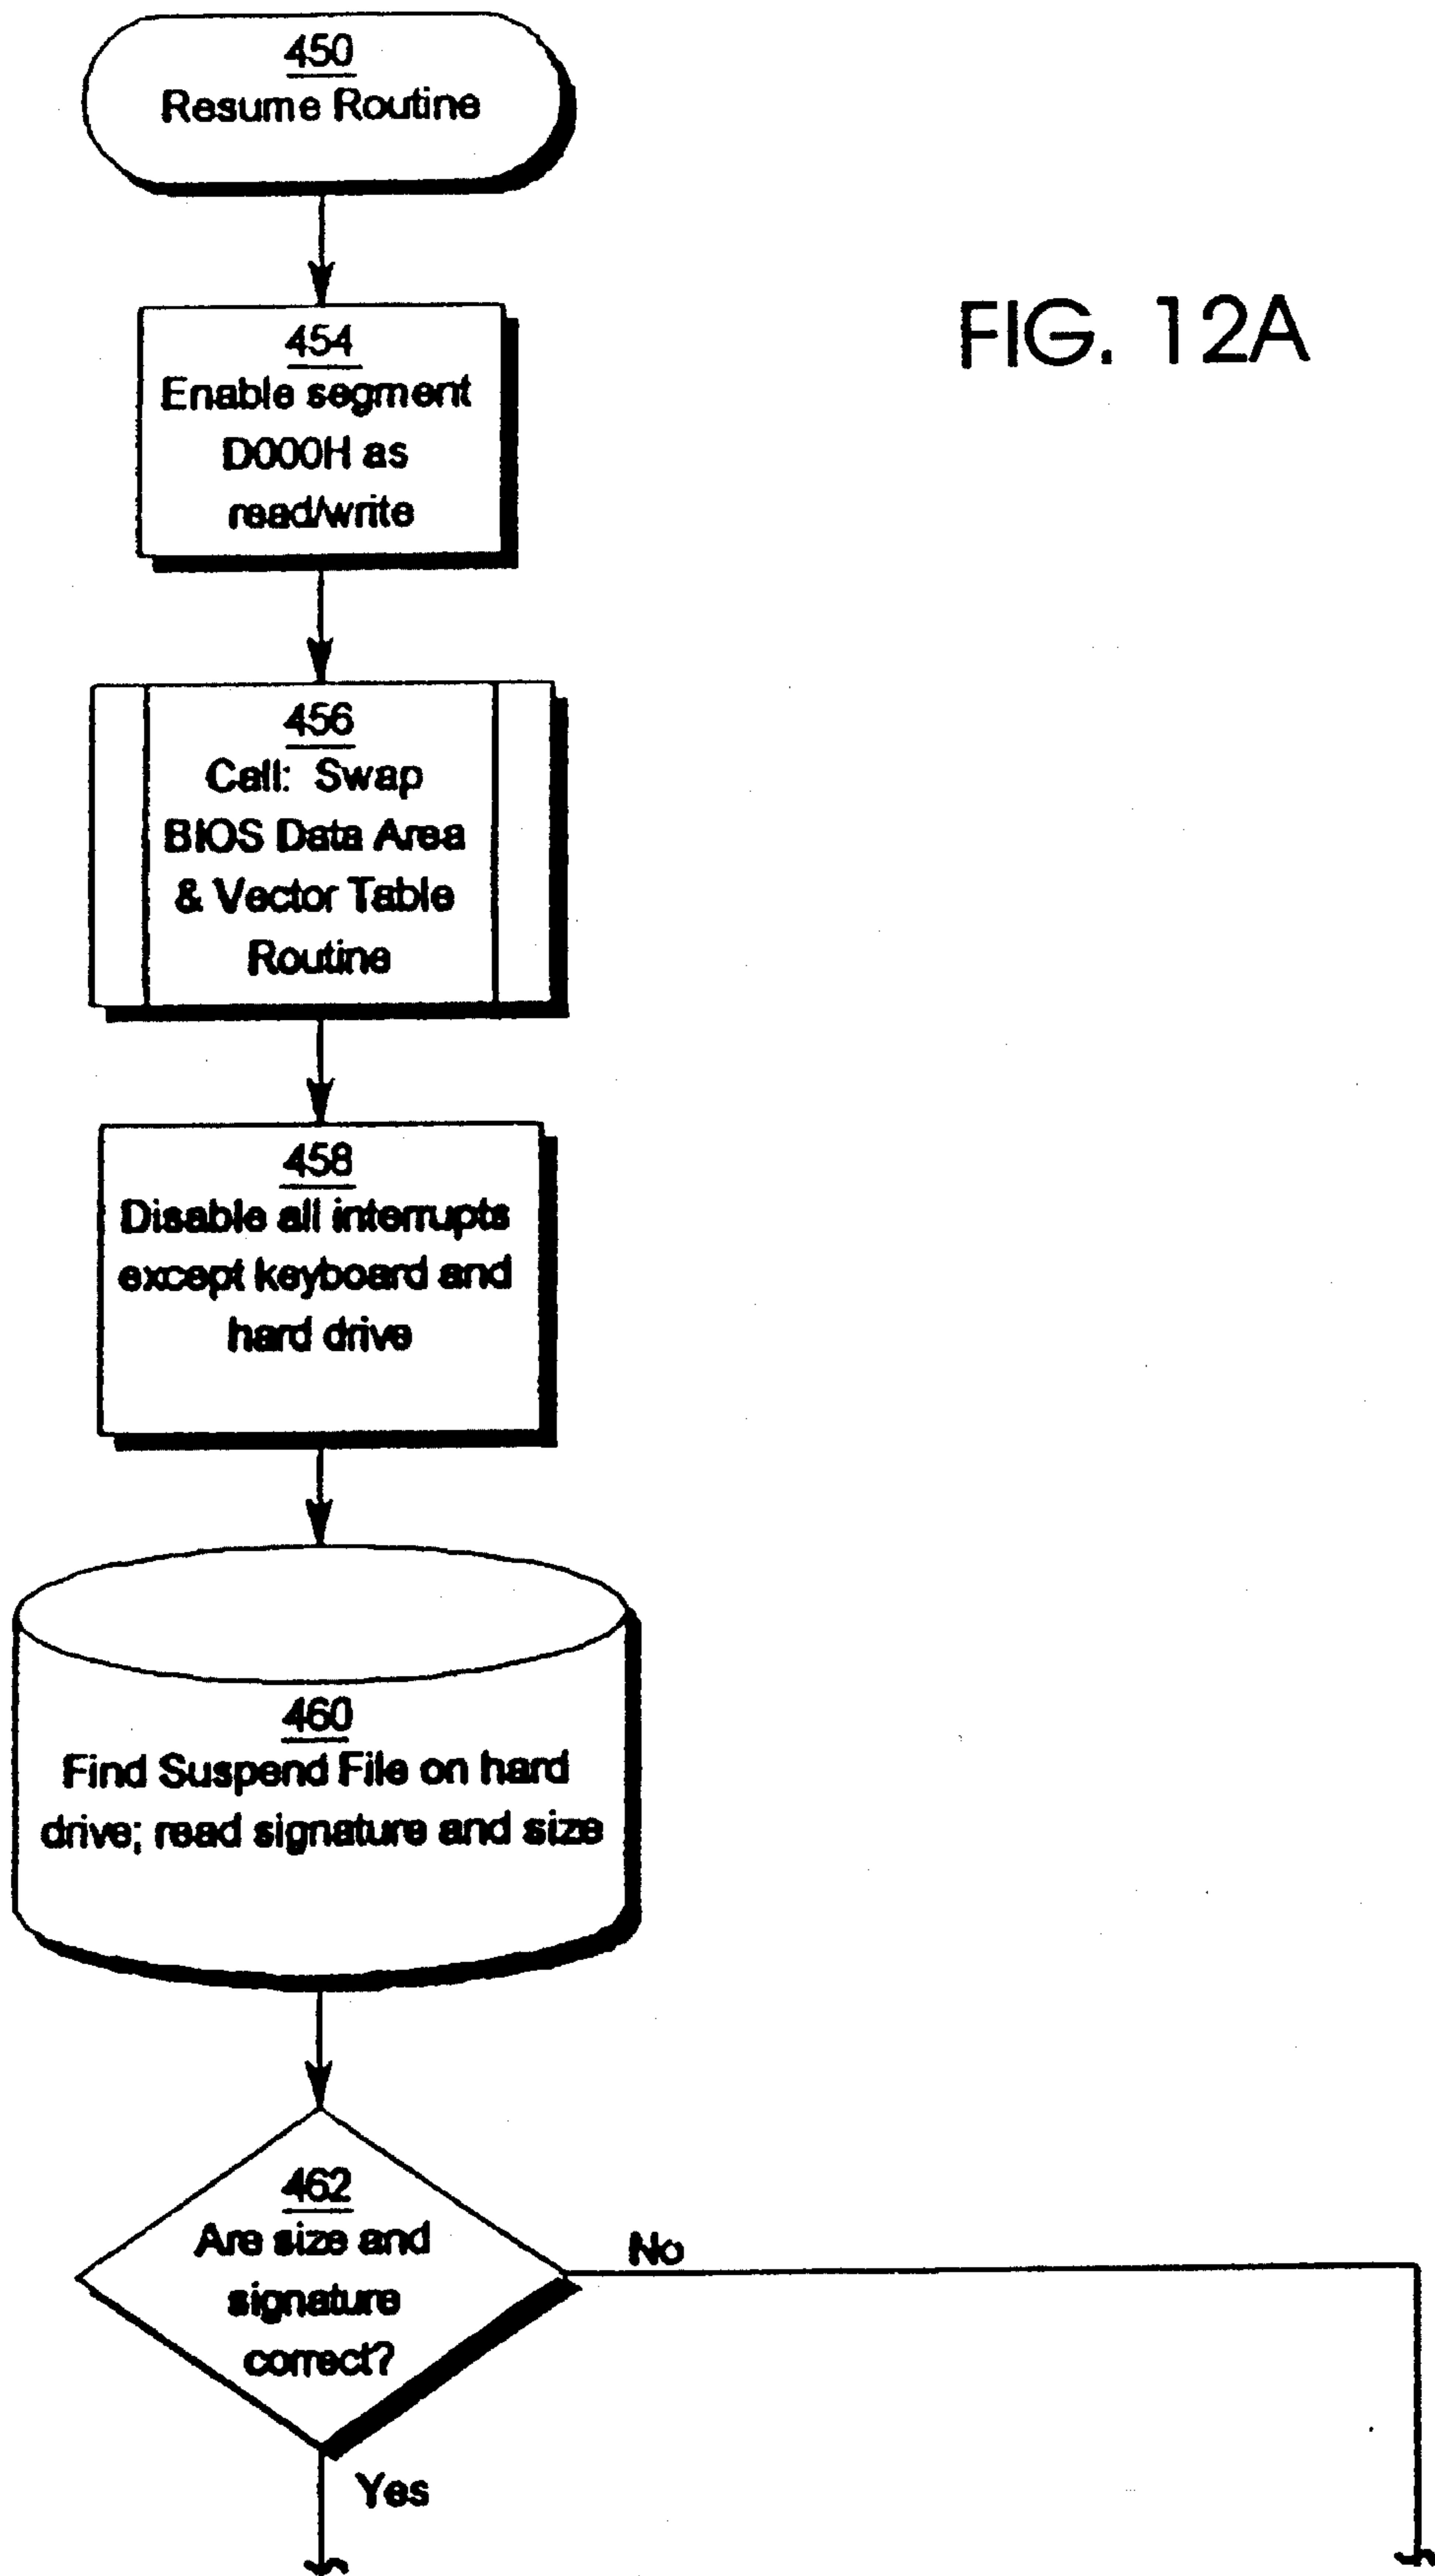 450
Resume Routine
FIG. 12A
454
Enable segment
D000H as
read/write
456
Call: Swap
BIOS Data Area
& Vector Table
Routine
458
Disable all interrupts
except keyboard and
hard drive
460
Find Suspend File on hard
drive; read signature and size
462
Are size and
signature
correct?
No
Yes